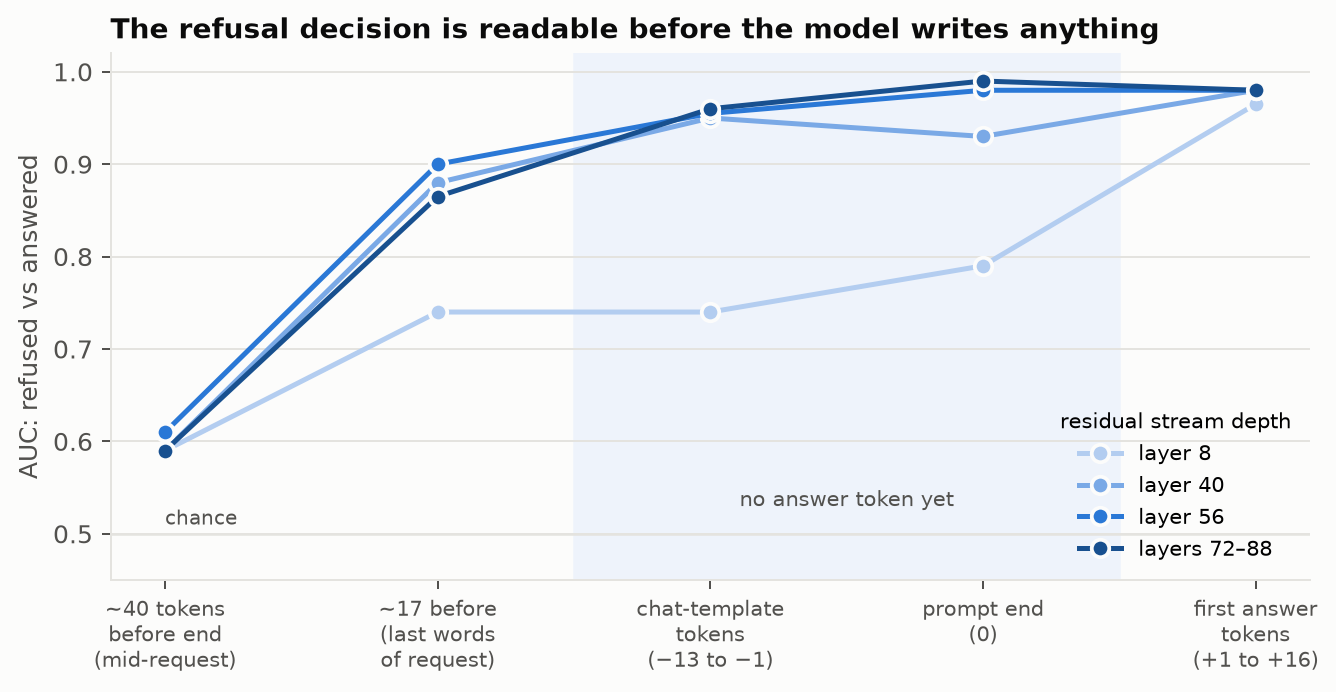 The refusal decision is readable before the model writes anything
AUC: refused vs answered
1.0
0.9
0.8
0.7
0.6
0.5
chance
no answer token yet
residual stream depth
layer 8
layer 40
layer 56
layers 72–88
~40 tokens
before end
(mid-request)
~17 before
(last words
of request)
chat-template
tokens
(−13 to −1)
prompt end
(0)
first answer
tokens
(+1 to +16)